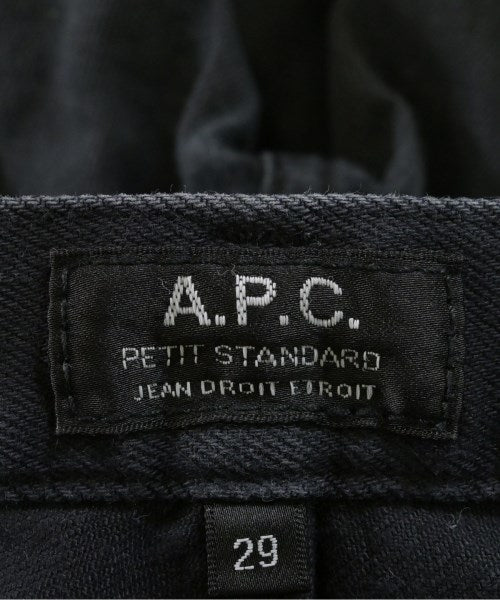 A.P.C.
PETIT STANDARD
JEAN DROIT ETROIT
29